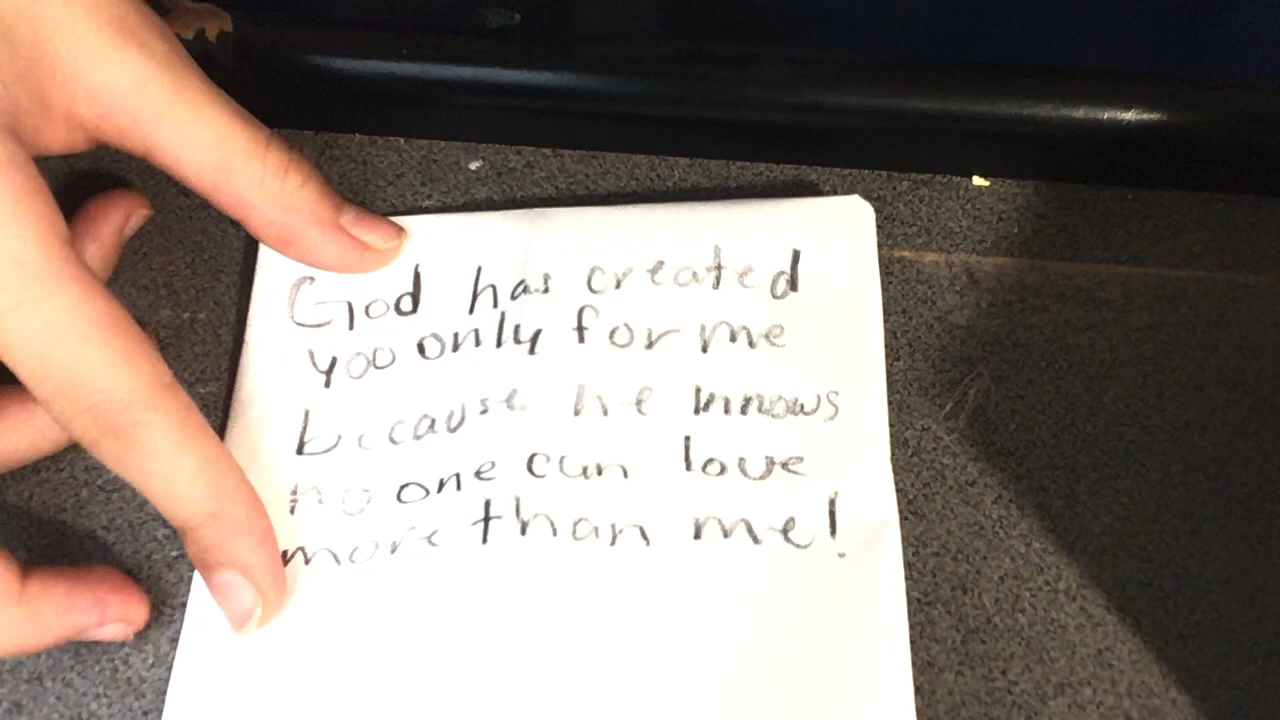 God has created
you only for me
because he knows
no one can love
more than me!